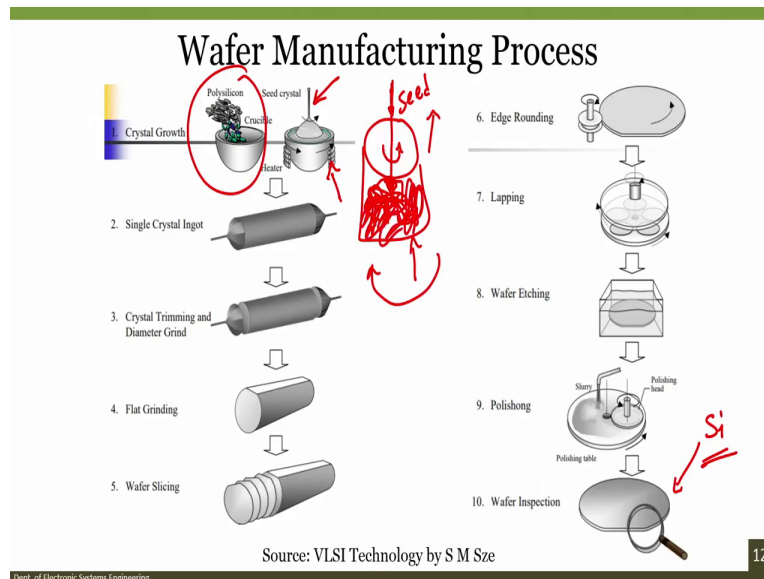 Wafer Manufacturing Process
Polysilicon
Seed crystal
Crucible
1. Crystal Growth
Heater
seed
2. Single Crystal Ingot
3. Crystal Trimming and
Diameter Grind
4. Flat Grinding
5. Wafer Slicing
6. Edge Rounding
7. Lapping
8. Wafer Etching
Slurry
Polishing
head
9. Polishong
Polishing table
Si
10. Wafer Inspection
Source: VLSI Technology by S M Sze
12
Dept. of Electronic Systems Engineering